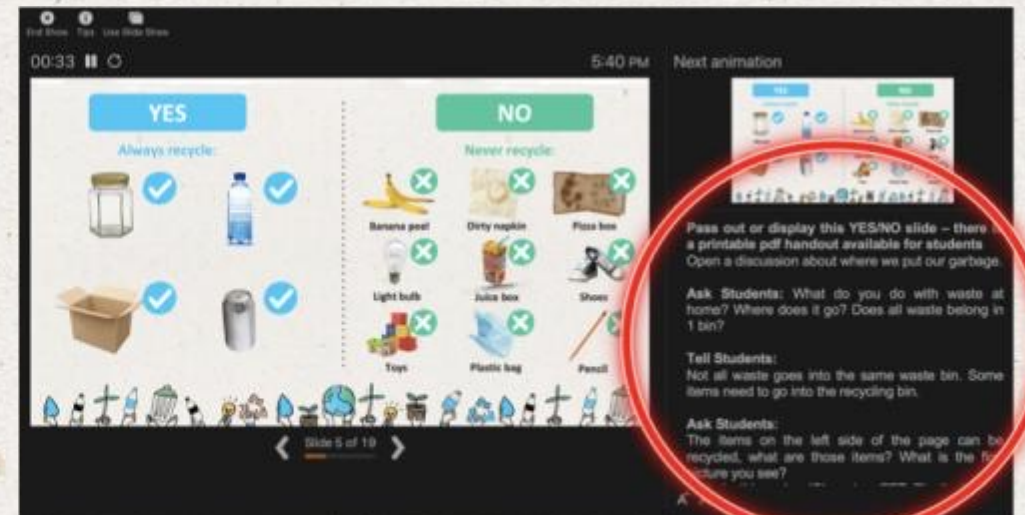 End Show Tips Use Slide Show
00:33
5:40 PM
Next animation
YES
NO
Always recycle:
Never recycle:
Banana peel
Dirty napkin
Pizza box
Light bulb
Juice box
Shoes
Toys
Plastic bag
Pencil
Slide 5 of 19
YES
NO
Pass out or display this YES/NO slide – there
a printable pdf handout available for students
Open a discussion about where we put our garbage.
Ask Students: What do you do with waste at
home? Where does it go? Does all waste belong in
1 bin?
Tell Students:
Not all waste goes into the same waste bin. Some
items need to go into the recycling bin.
Ask Students:
The items on the left side of the page can be
recycled, what are those items? What is the
picture you see?